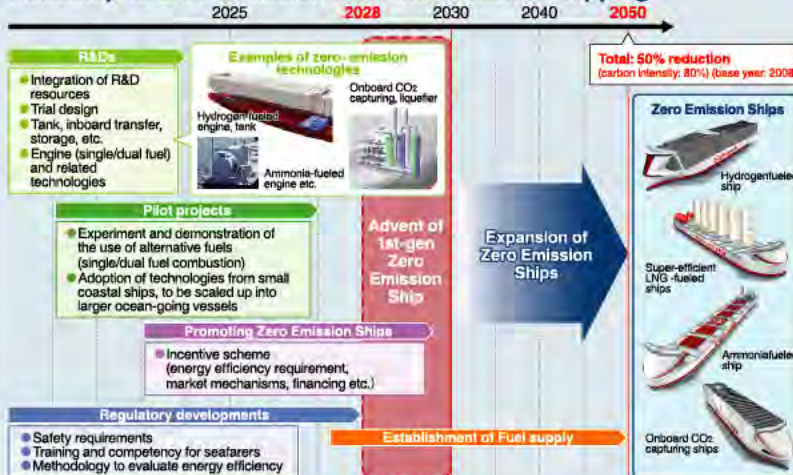 2025
2028
2030
2040
2050
R&Ds
Integration of R&D
resources
Trial design
Tank, inboard transfer,
storage, etc.
Engine (single/dual fuel)
and related
technologies
Examples of zero-emission
technologies
Hydrogen-fueled
engine, tank
Onboard CO2
capturing, liquefier
Ammonia-fueled
engine etc.
Total: 50% reduction
(carbon intensity: 80%) (base year: 2008
Zero Emission Ships
Hydrogenfueled
ship
Super-efficient
LNG -fueled
ships
Ammoniafueled
ship
Onboard CO2
capturing ships
Pilot projects
Experiment and demonstration of
the use of alternative fuels
(single/dual fuel combustion)
Adoption of technologies from small
coastal ships, to be scaled up into
larger ocean-going vessels
Advent of
1st-gen
Zero
Emission
Ship
Expansion of
Zero Emission
Ships
Promoting Zero Emission Ships
Incentive scheme
(energy efficiency requirement,
market mechanisms, financing etc.)
Regulatory developments
Safety requirements
Training and competency for seafarers
Methodology to evaluate energy efficiency
Establishment of Fuel supply